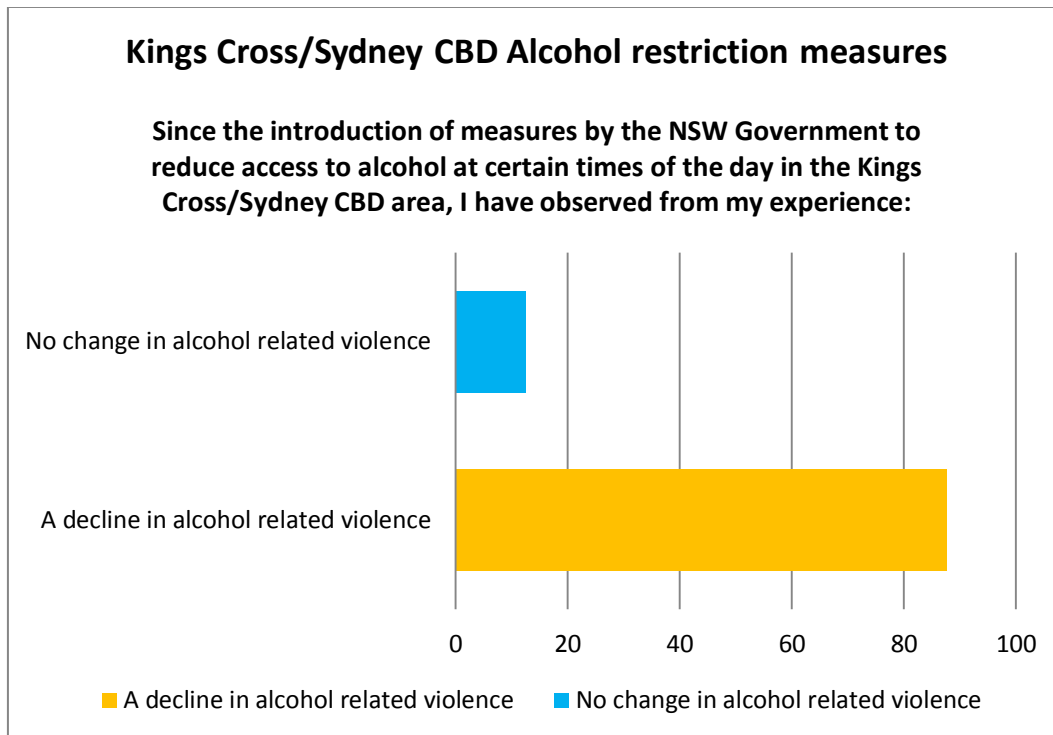 Kings Cross/Sydney CBD Alcohol restriction measures
Since the introduction of measures by the NSW Government to
reduce access to alcohol at certain times of the day in the Kings
Cross/Sydney CBD area, I have observed from my experience:
No change in alcohol related violence
A decline in alcohol related violence
0 20 40 60 80 100
A decline in alcohol related violence No change in alcohol related violence